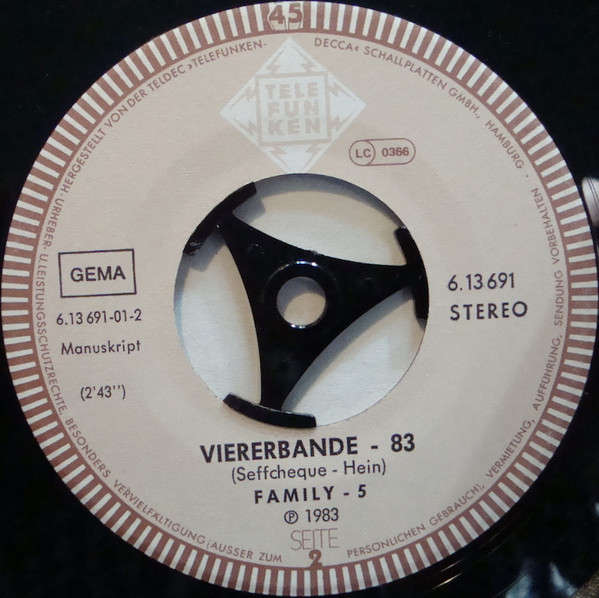 45
HERGESTELLT VON DER TELDEC »TELEFUNKEN-DECCA« SCHALLPLATTEN GMBH., HAMBURG ·
URHEBER- U. LEISTUNGSSCHUTZRECHTE, BESONDERS VERVIELFÄLTIGUNG (AUSSER ZUM PERSÖNLICHEN GEBRAUCH), VERMIETUNG, AUFFÜHRUNG, SENDUNG VORBEHALTEN ·
TELE
FUN
KEN
LC 0366
GEMA
6.13 691-01-2
Manuskript
(2'43'')
6.13 691
STEREO
VIERERBANDE - 83
(Seffcheque - Hein)
FAMILY - 5
℗ 1983
SEITE
2